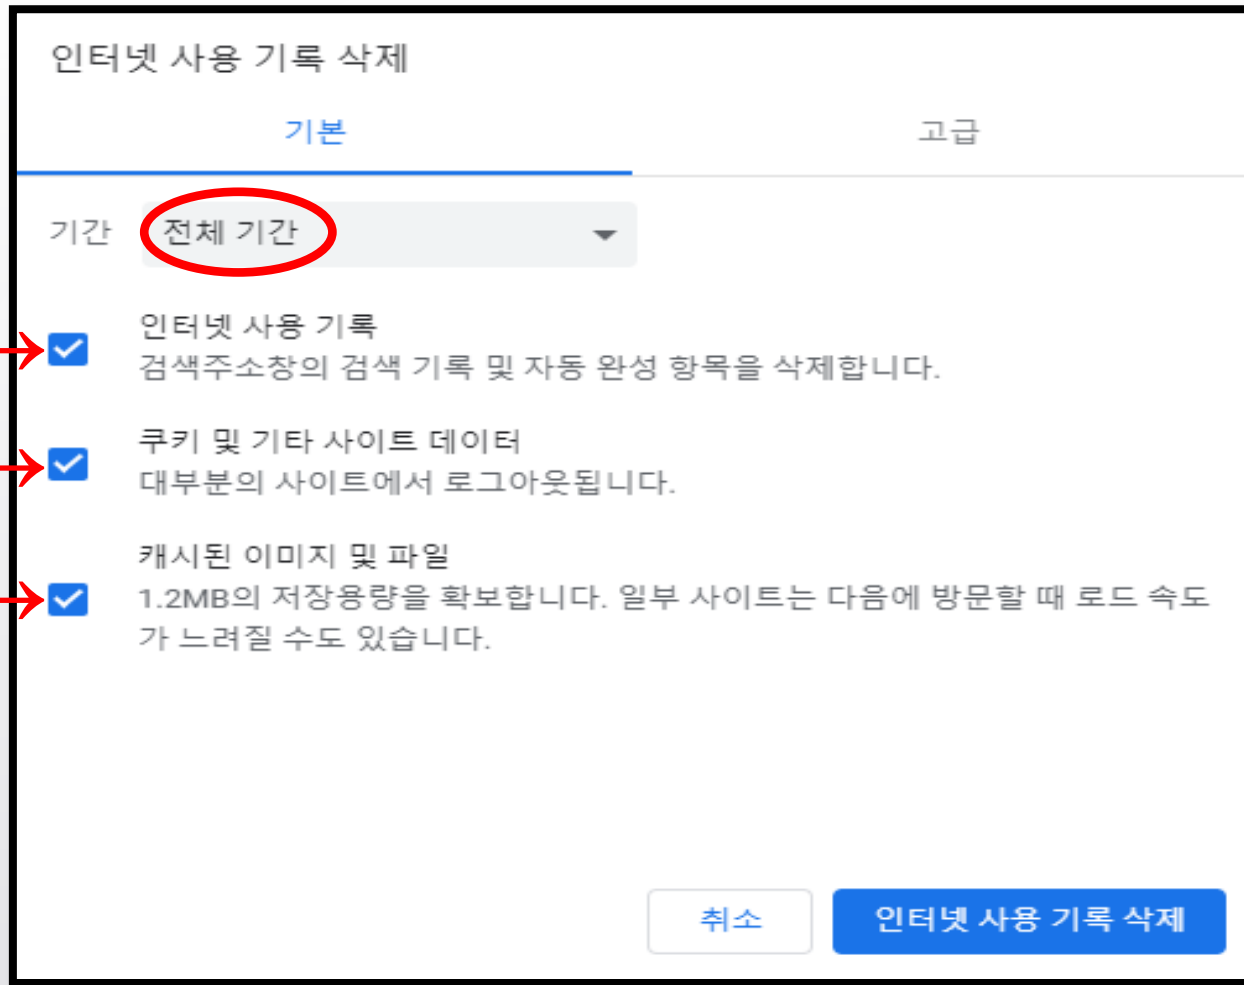 인터넷 사용 기록 삭제
기본
고급
기간
전체 기간
인터넷 사용 기록
검색주소창의 검색 기록 및 자동 완성 항목을 삭제합니다.
쿠키 및 기타 사이트 데이터
대부분의 사이트에서 로그아웃됩니다.
캐시된 이미지 및 파일
1.2MB의 저장용량을 확보합니다. 일부 사이트는 다음에 방문할 때 로드 속도
가 느려질 수도 있습니다.
취소
인터넷 사용 기록 삭제